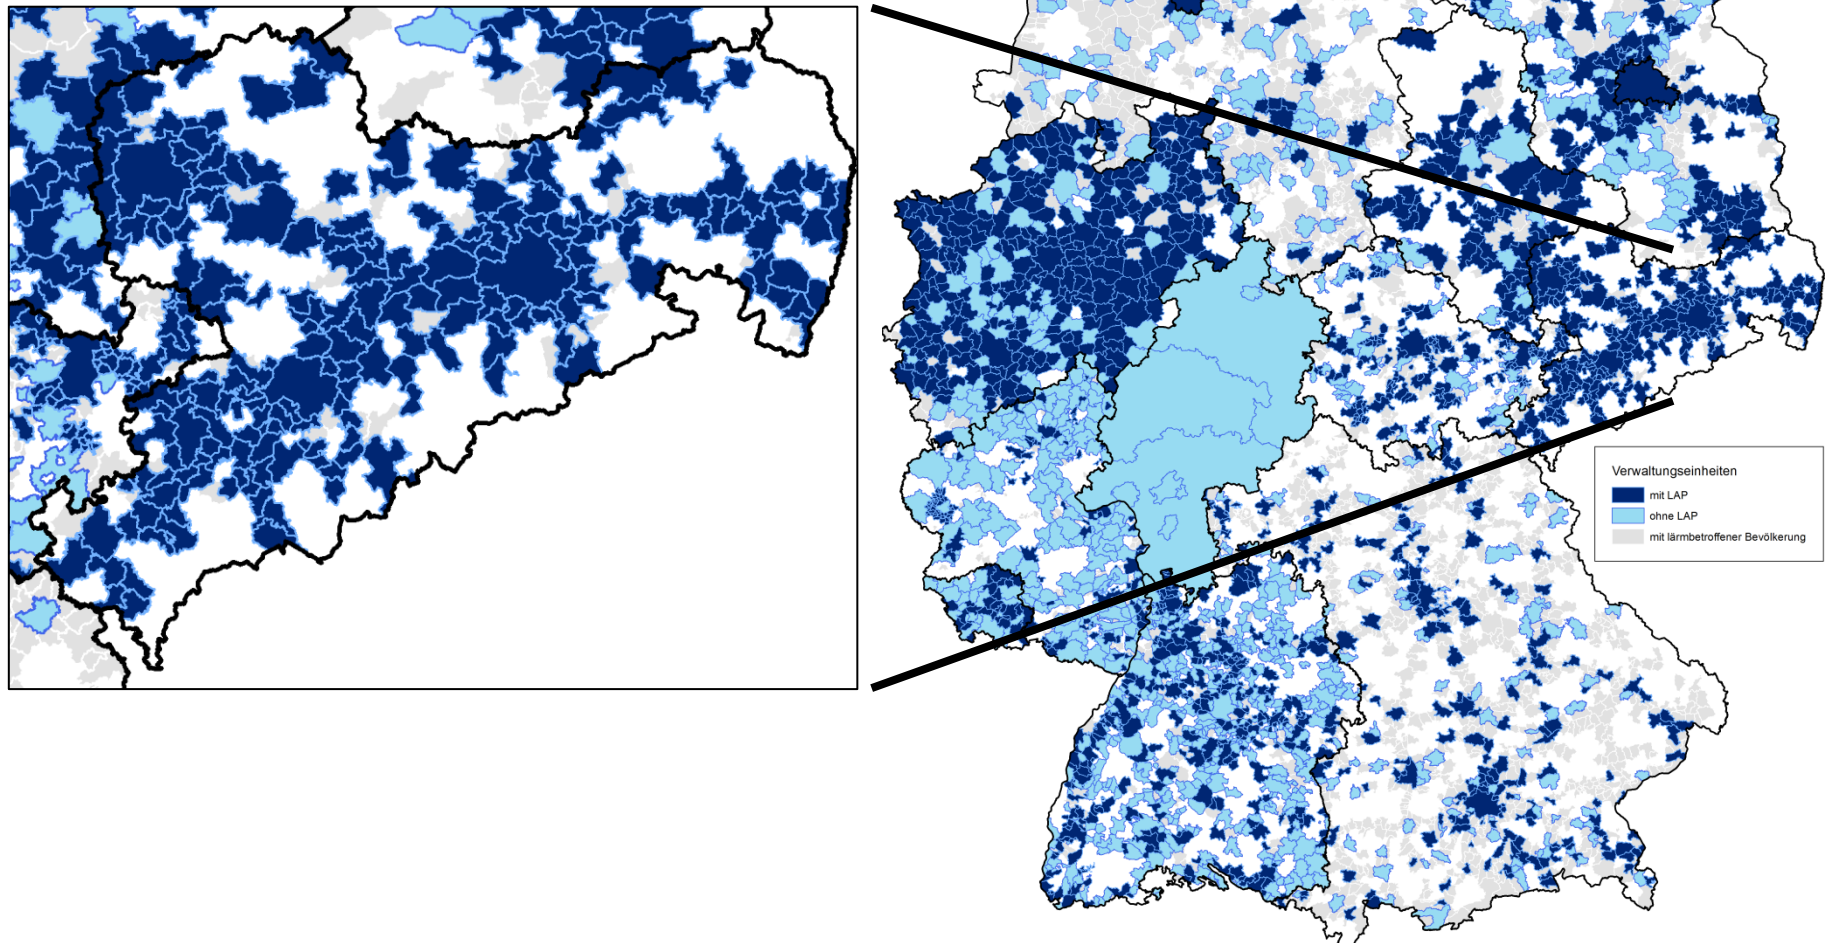 Verwaltungseinheiten
mit LAP
ohne LAP
mit lärmbetroffener Bevölkerung